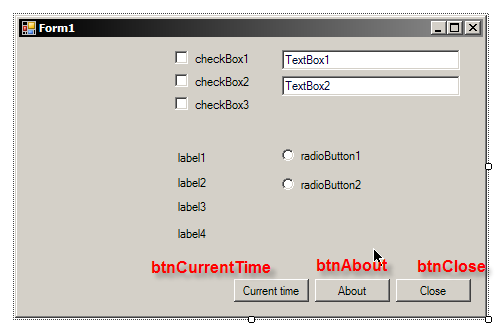 Form1
checkBox1
TextBox1
checkBox2
TextBox2
checkBox3
label1
radioButton1
label2
radioButton2
label3
label4
btnCurrentTime
btnAbout
btnClose
Current time
About
Close